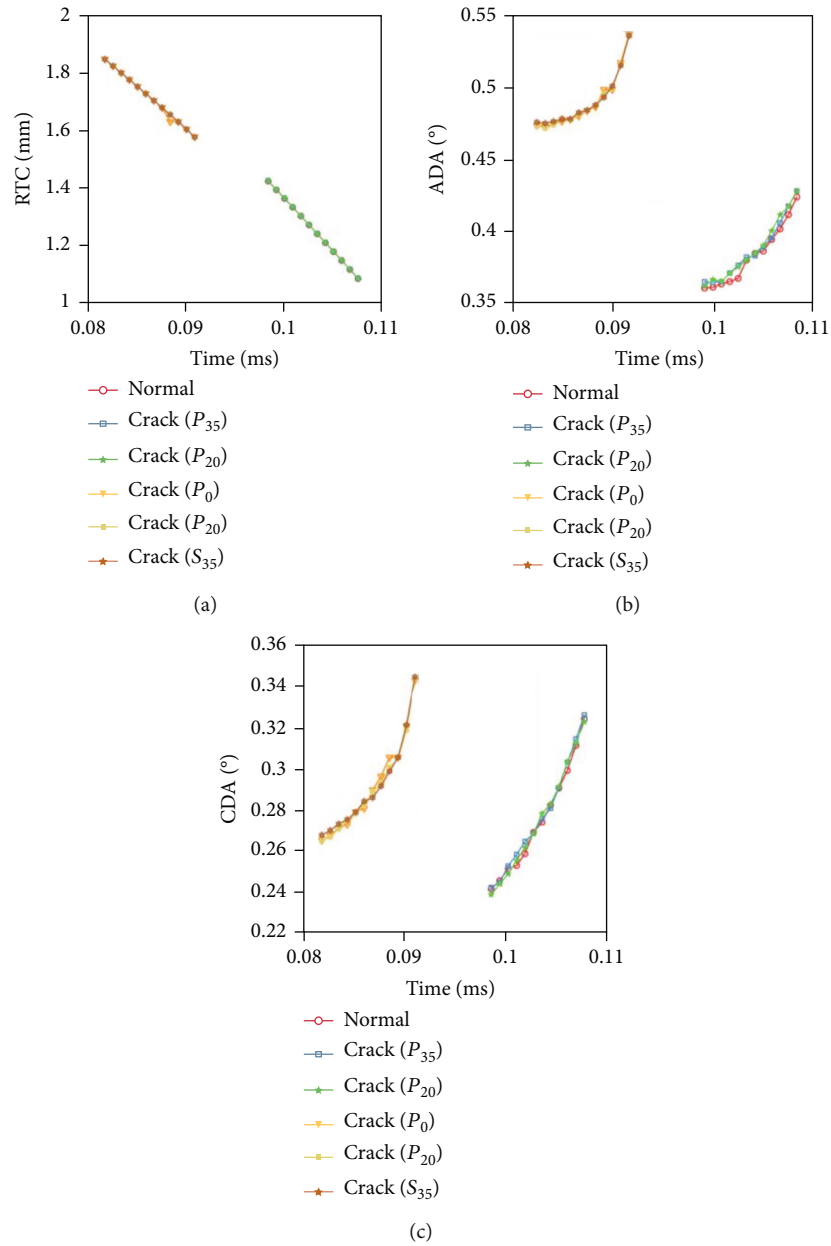 2
1.8
1.6
1.4
1.2
1
RTC (mm)
0.08
0.09
0.1
0.11
Time (ms)
Normal
Crack (P35)
Crack (P20)
Crack (P0)
Crack (P20)
Crack (S35)
(a)
0.55
0.5
0.45
0.4
0.35
ADA (°)
0.08
0.09
0.1
0.11
Time (ms)
Normal
Crack (P35)
Crack (P20)
Crack (P0)
Crack (P20)
Crack (S35)
(b)
0.36
0.34
0.32
0.3
0.28
0.26
0.24
0.22
CDA (°)
0.08
0.09
0.1
0.11
Time (ms)
Normal
Crack (P35)
Crack (P20)
Crack (P0)
Crack (P20)
Crack (S35)
(c)